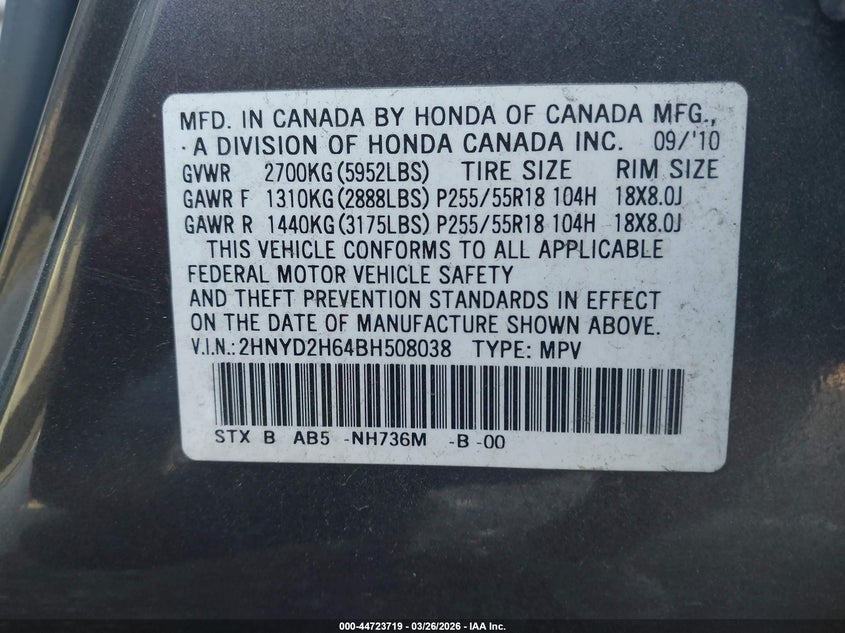 MFD. IN CANADA BY HONDA OF CANADA MFG.,
A DIVISION OF HONDA CANADA INC. 09/'10
GVWR 2700KG (5952LBS) TIRE SIZE RIM SIZE
GAWR F 1310KG (2888LBS) P255/55R18 104H 18X8.0J
GAWR R 1440KG (3175LBS) P255/55R18 104H 18X8.0J
THIS VEHICLE CONFORMS TO ALL APPLICABLE
FEDERAL MOTOR VEHICLE SAFETY
AND THEFT PREVENTION STANDARDS IN EFFECT
ON THE DATE OF MANUFACTURE SHOWN ABOVE.
V.I.N.: 2HNYD2H64BH508038 TYPE: MPV
STX B AB5 -NH736M -B -00
000-44723719 - 03/26/2026 - IAA Inc.